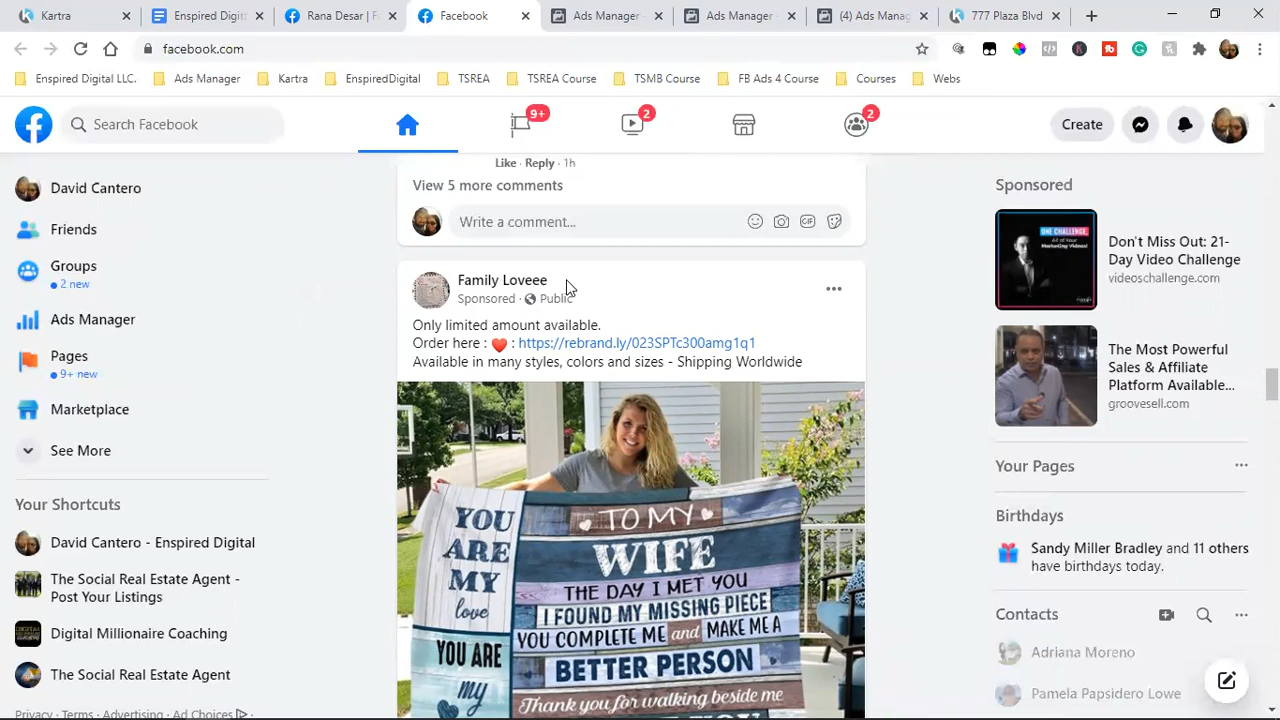 Kartra
Enspired Digit
Rana Desar | F
Facebook
Ads Manager -
Ads Manager -
(4) Ads Manag
777 Plaza Blvd
facebook.com
Enspired Digital LLC.
Ads Manager
Kartra
EnspiredDigital
TSREA
TSREA Course
TSMB Course
FB Ads 4 Course
Courses
Webs
Search Facebook
9+
2
2
Create
Like · Reply · 1h
View 5 more comments
Write a comment...
GIF
David Cantero
Friends
Groups
2 new
Ads Manager
Pages
9+ new
Marketplace
See More
Your Shortcuts
David Cantero - Enspired Digital
The Social Real Estate Agent -
Post Your Listings
Digital Millionaire Coaching
The Social Real Estate Agent
Privacy · Terms · Advertising · Ad Choices
Family Loveee
Sponsored · Public
Only limited amount available.
Order here : ❤️ : https://rebrand.ly/023SPTc300amg1q1
Available in many styles, colors and sizes - Shipping Worldwide
YOU
ARE
MY
love
YOU ARE
my
TO MY
WIFE
THE DAY I MET YOU
I FOUND MY MISSING PIECE
YOU COMPLETE ME and MAKE ME A
BETTER PERSON
Thank you for walking beside me
Sponsored
ONE CHALLENGE,
Don't Miss Out: 21-
Day Video Challenge
videoschallenge.com
The Most Powerful
Sales & Affiliate
Platform Available...
groovesell.com
Your Pages
Birthdays
Sandy Miller Bradley and 11 others
have birthdays today.
Contacts
Adriana Moreno
Pamela Papsidero Lowe